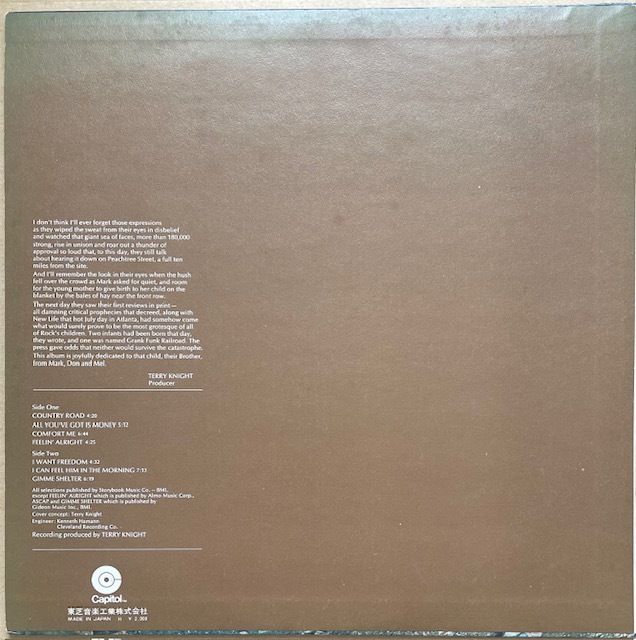 I don't think I'll ever forget those expressions
as they wiped the sweat from their eyes in disbelief
and watched that giant sea of faces, more than 180,000
strong, rise in unison and roar out a thunder of
approval so loud that, to this day, they still talk
about hearing it down on Peachtree Street, a full ten
miles from the site.
And I'll remember the look in their eyes when the hush
fell over the crowd as Mark asked for quiet, and room
for the young mother to give birth to her child on the
blanket by the bales of hay near the front row.
The next day they saw their first reviews in print—
all damning critical prophecies that decreed, along with
New Life that hot July day in Atlanta, had somehow come
what would surely prove to be the most grotesque of all
of Rock's children. Two infants had been born that day,
they wrote, and one was named Grank Funk Railroad. The
press gave odds that neither would survive the catastrophe.
This album is joyfully dedicated to that child, their Brother,
from Mark, Don and Mel.
TERRY KNIGHT
Producer
Side One
COUNTRY ROAD 4:20
ALL YOU'VE GOT IS MONEY 5:12
COMFORT ME 6:44
FEELIN' ALRIGHT 4:25
Side Two
I WANT FREEDOM 4:32
I CAN FEEL HIM IN THE MORNING 7:13
GIMME SHELTER 6:19
All selections published by Storybook Music Co. – BMI,
except FEELIN' ALRIGHT which is published by Almo Music Corp.,
ASCAP and GIMME SHELTER which is published by
Gideon Music Inc., BMI.
Cover concept: Terry Knight
Engineer: Kenneth Hamann
Cleveland Recording Co.
Recording produced by TERRY KNIGHT
Capitol
東芝音楽工業株式会社
MADE IN JAPAN H ¥2,000